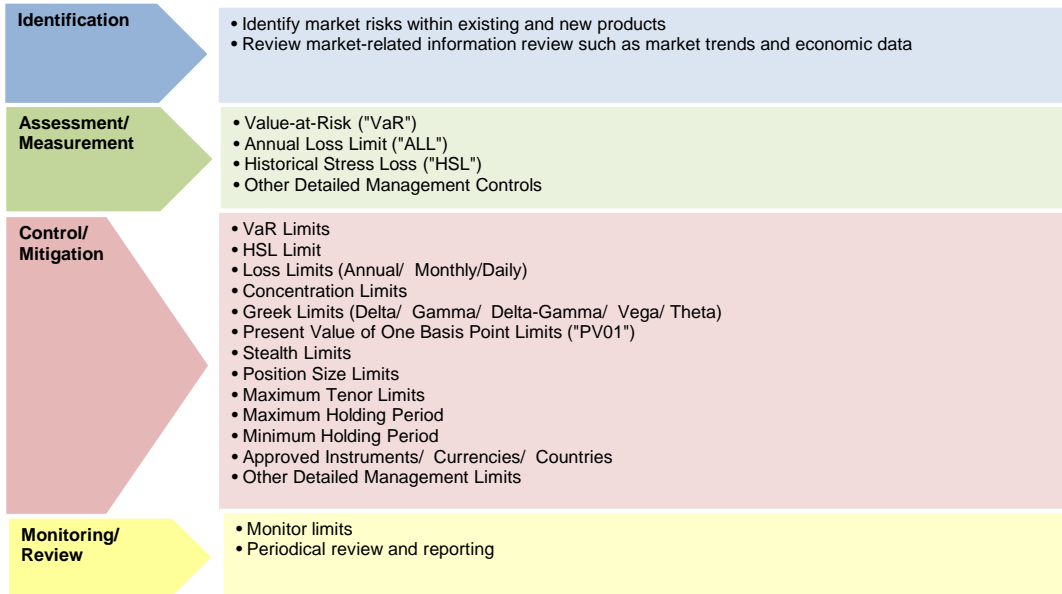 Identification
• Identify market risks within existing and new products
• Review market-related information review such as market trends and economic data
Assessment/
Measurement
• Value-at-Risk ("VaR")
• Annual Loss Limit ("ALL")
• Historical Stress Loss ("HSL")
• Other Detailed Management Controls
Control/
Mitigation
• VaR Limits
• HSL Limit
• Loss Limits (Annual/ Monthly/Daily)
• Concentration Limits
• Greek Limits (Delta/ Gamma/ Delta-Gamma/ Vega/ Theta)
• Present Value of One Basis Point Limits ("PV01")
• Stealth Limits
• Position Size Limits
• Maximum Tenor Limits
• Maximum Holding Period
• Minimum Holding Period
• Approved Instruments/ Currencies/ Countries
• Other Detailed Management Limits
Monitoring/
Review
• Monitor limits
• Periodical review and reporting